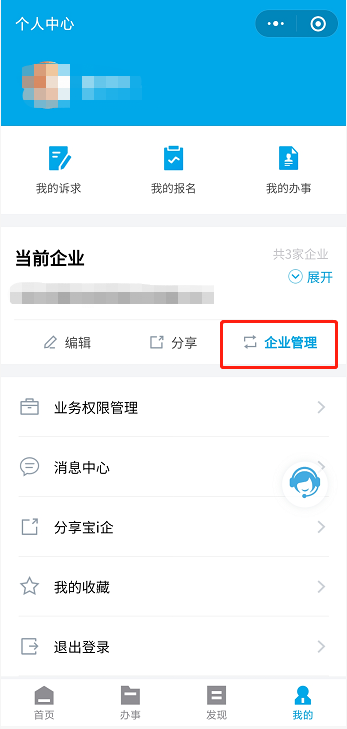 个人中心
我的诉求
我的报名
我的办事
当前企业
共3家企业
展开
编辑
分享
企业管理
业务权限管理
消息中心
分享宝i企
我的收藏
退出登录
首页
办事
发现
我的